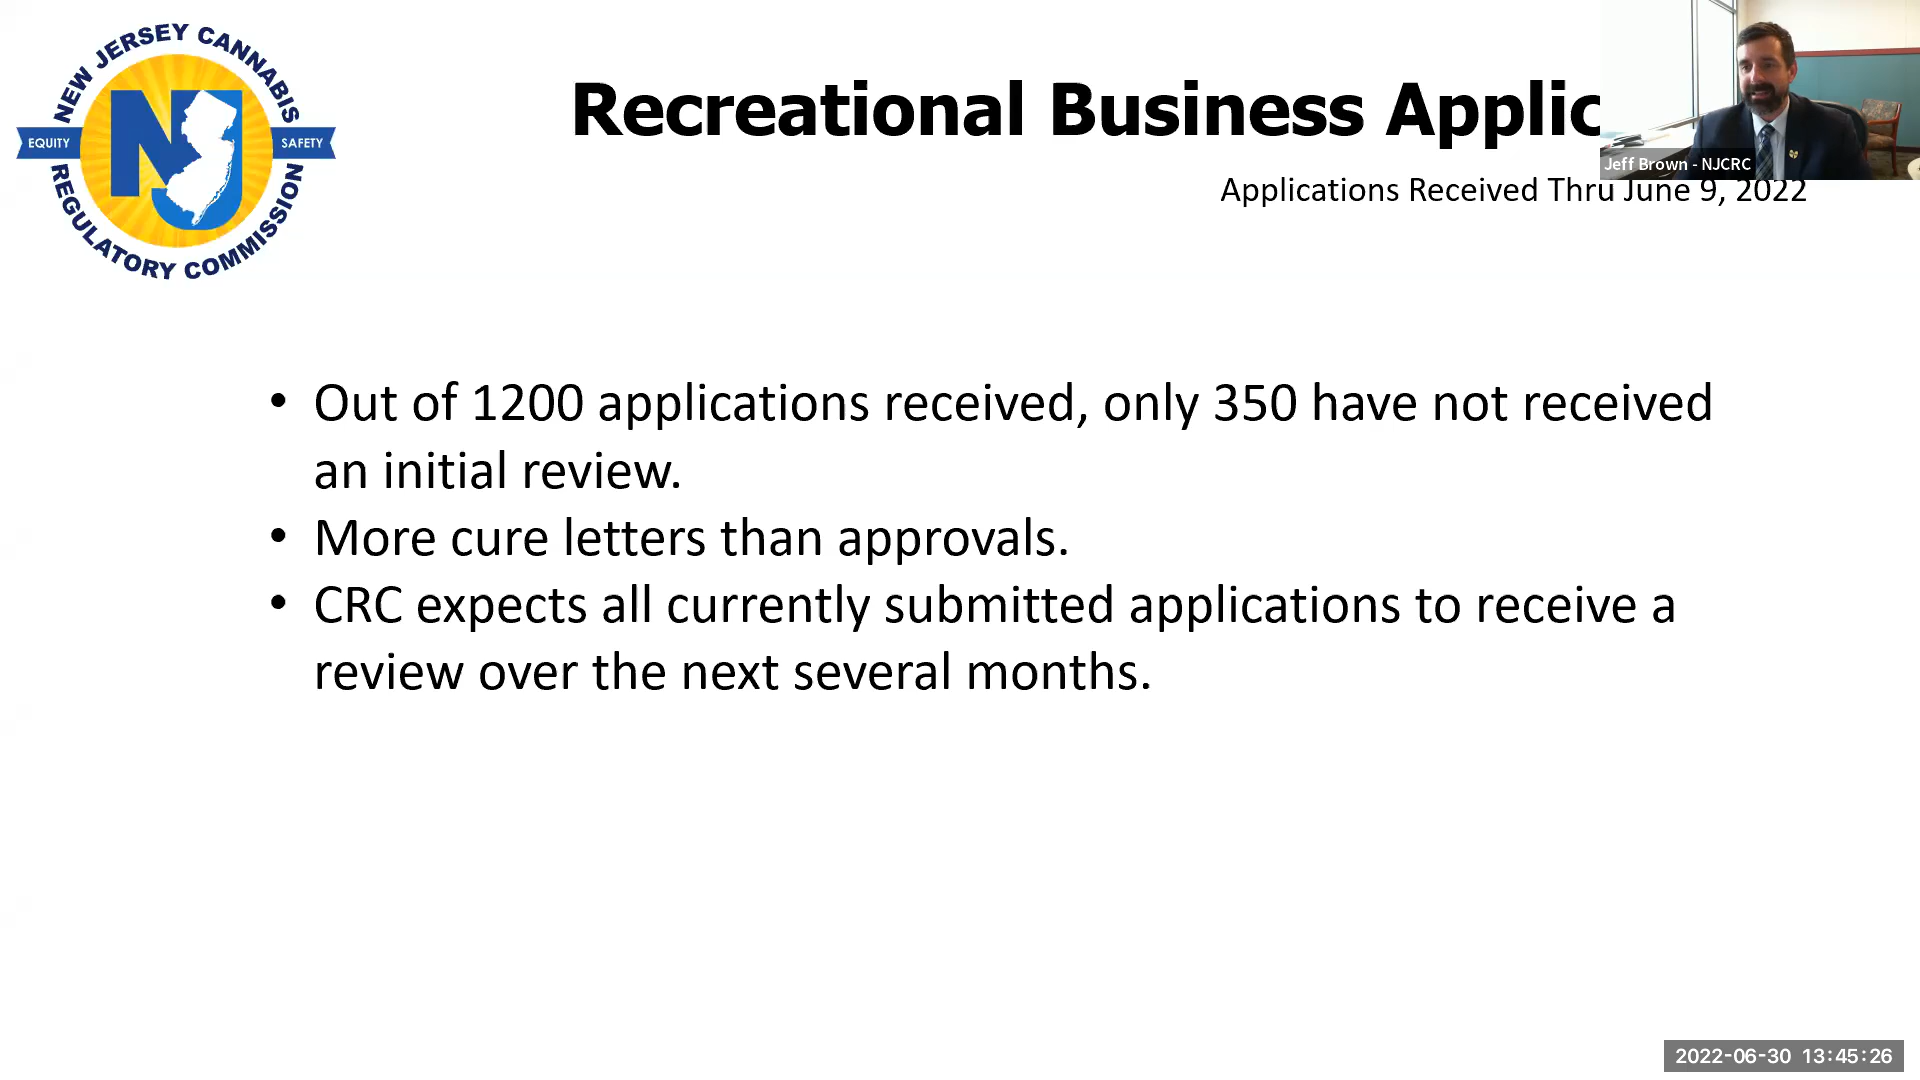 NEW JERSEY CANNABIS
EQUITY
SAFETY
REGULATORY COMMISSION
NJ
Recreational Business Applic
Jeff Brown - NJCRC
Applications Received Thru June 9, 2022
• Out of 1200 applications received, only 350 have not received
an initial review.
• More cure letters than approvals.
• CRC expects all currently submitted applications to receive a
review over the next several months.
2022-06-30 13:45:26